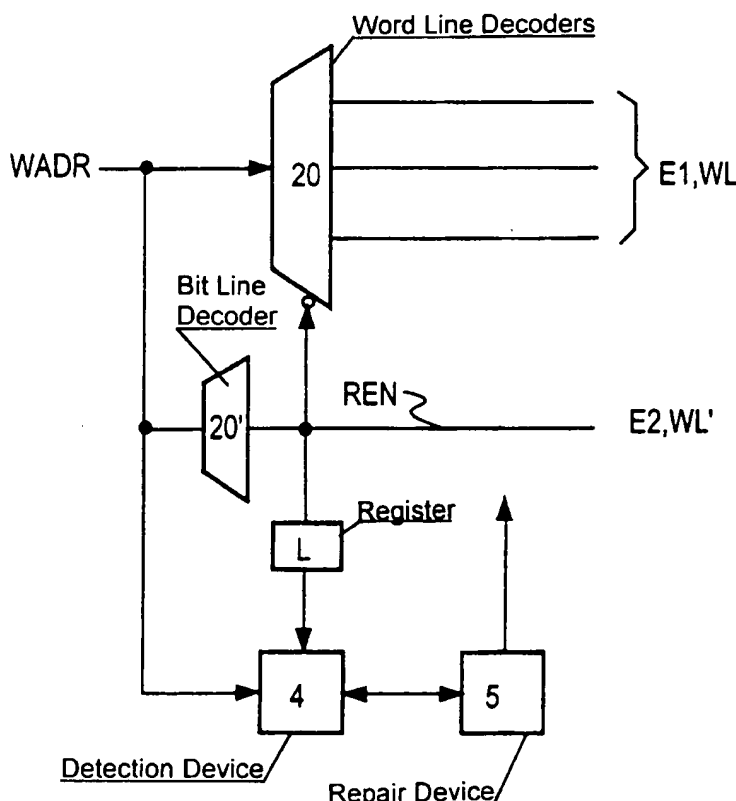 Word Line Decoders
WADR
20
E1,WL
Bit Line
Decoder
20'
REN
E2,WL'
Register
L
4
5
Detection Device
Repair Device